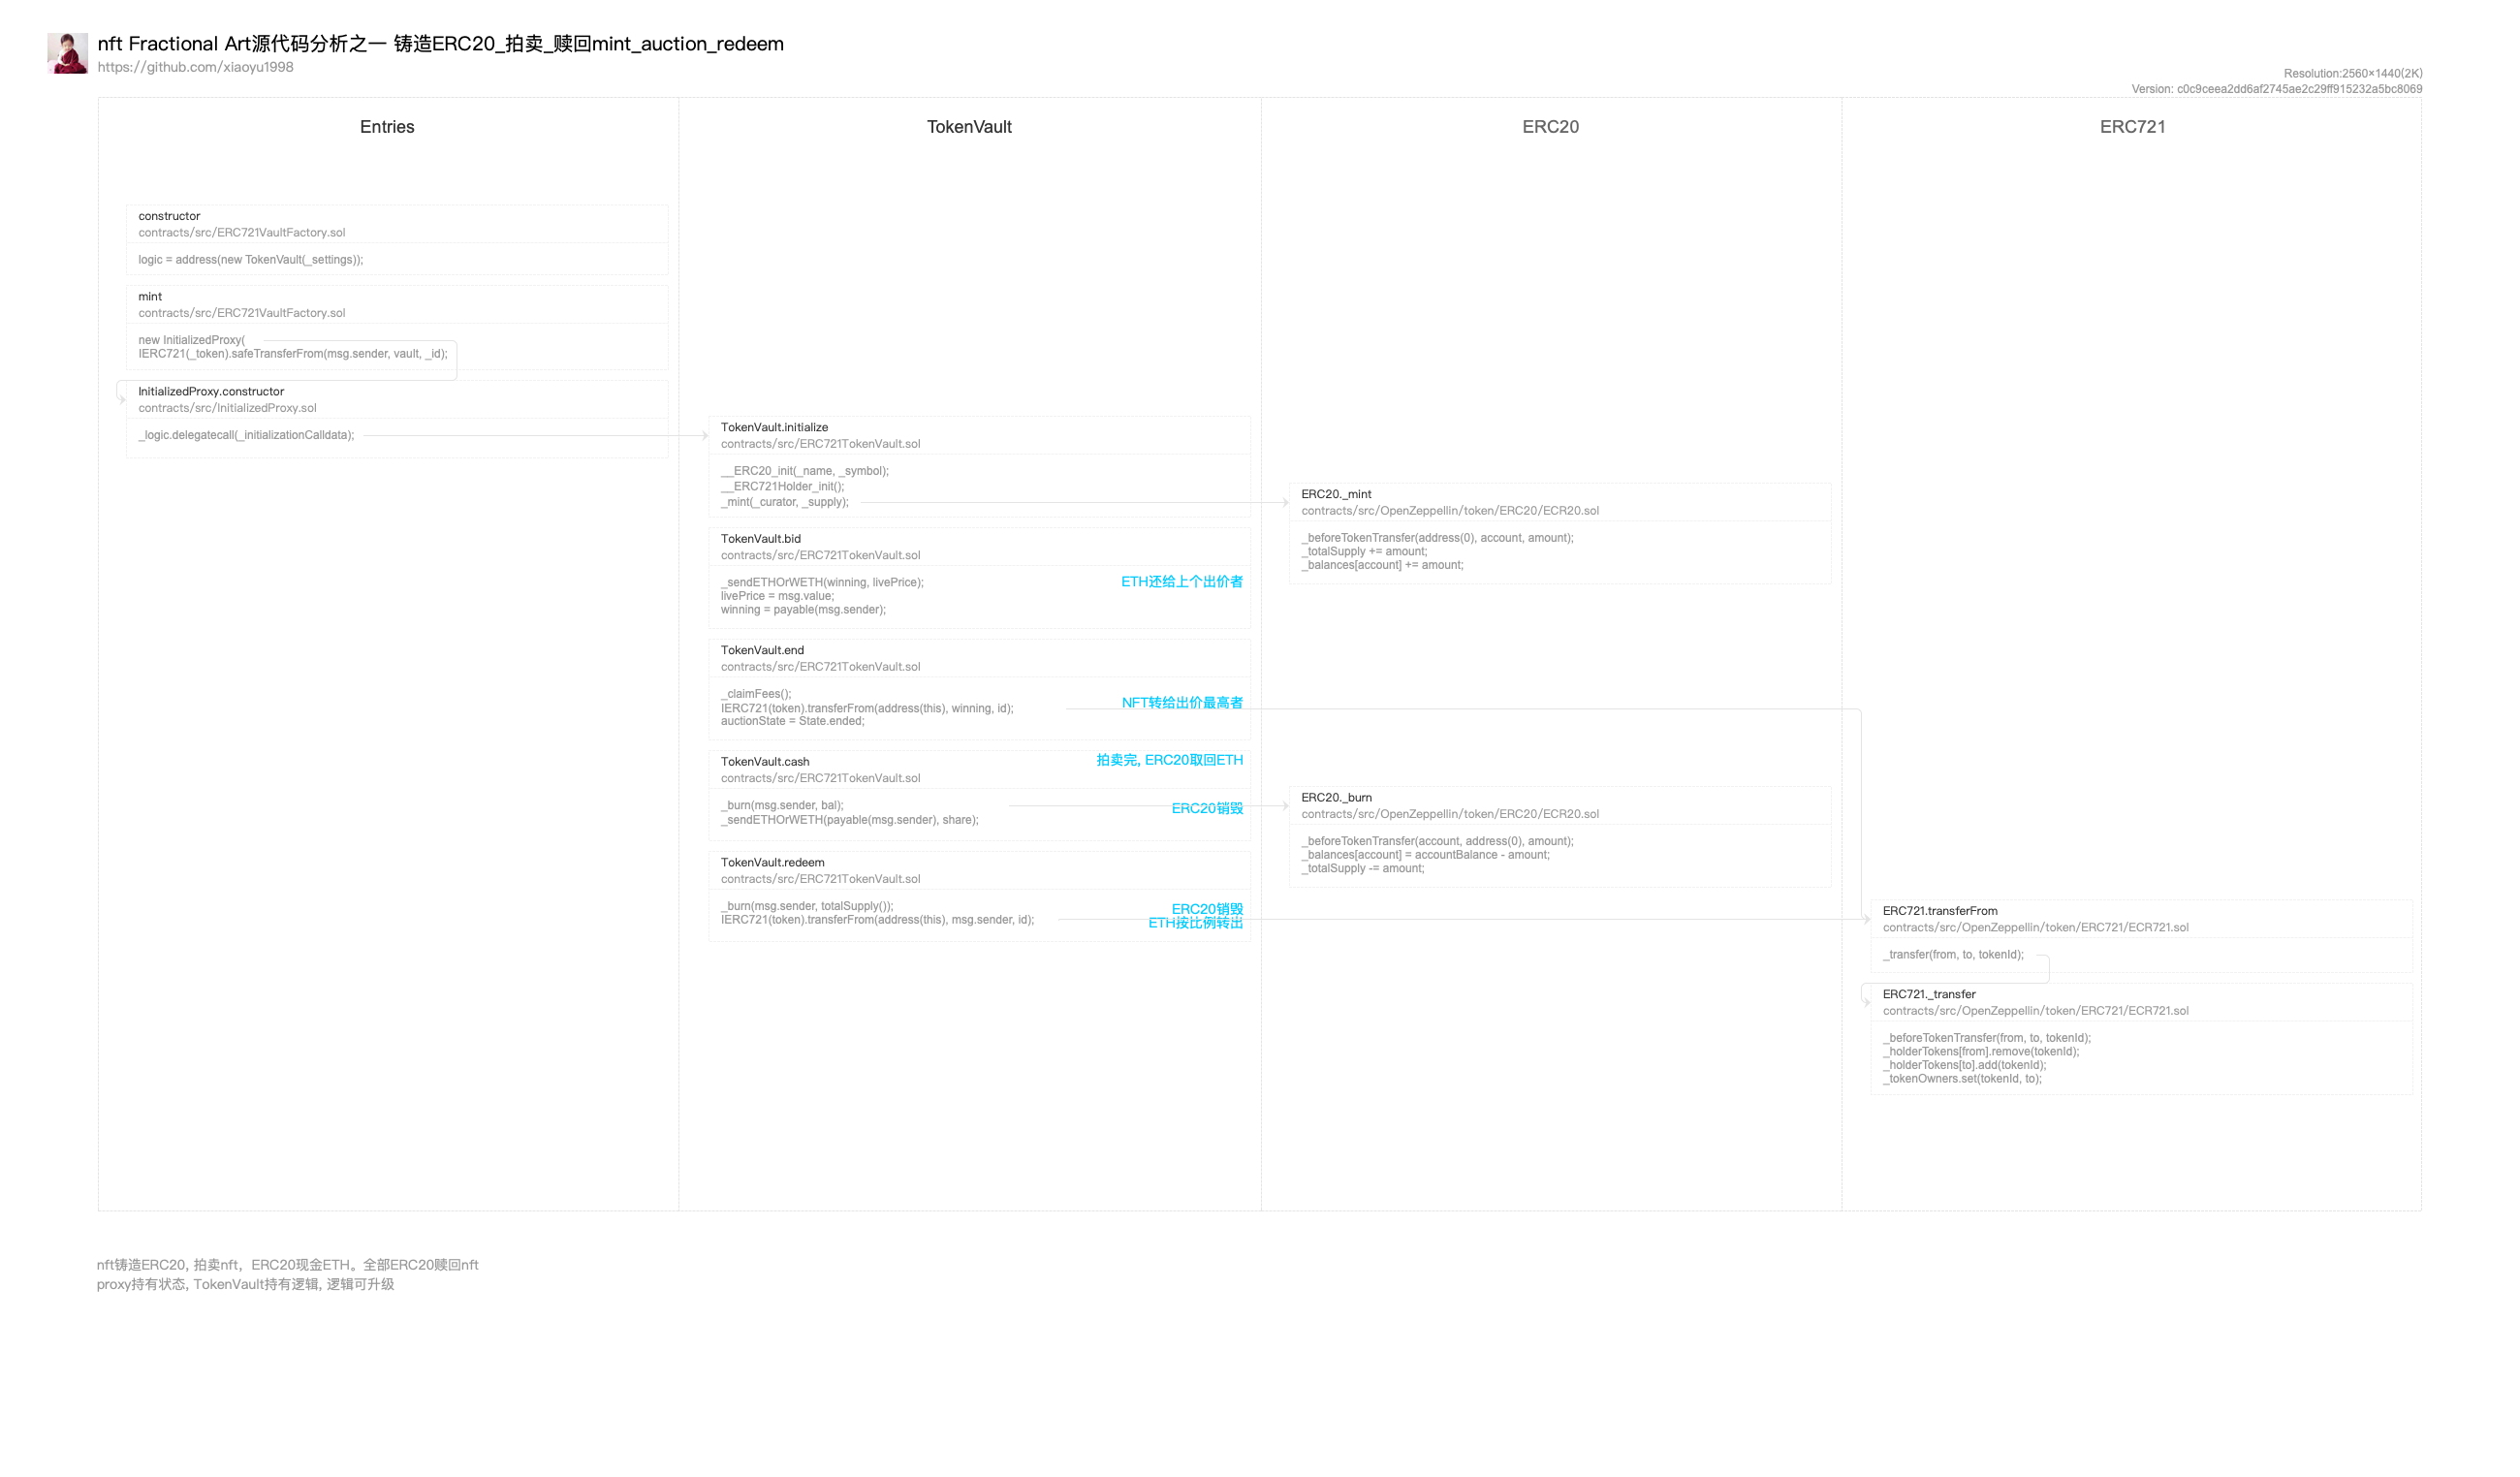 nft Fractional Art源代码分析之一 铸造ERC20_拍卖_赎回mint_auction_redeem
https://github.com/xiaoyu1998
Resolution:2560×1440(2K)
Version: c0c9ceea2dd6af2745ae2c29ff915232a5bc8069
Entries
constructor
contracts/src/ERC721VaultFactory.sol
logic = address(new TokenVault(_settings));
mint
contracts/src/ERC721VaultFactory.sol
new InitializedProxy(
IERC721(_token).safeTransferFrom(msg.sender, vault, _id);
InitializedProxy.constructor
contracts/src/InitializedProxy.sol
_logic.delegatecall(_initializationCalldata);
TokenVault
TokenVault.initialize
contracts/src/ERC721TokenVault.sol
__ERC20_init(_name, _symbol);
__ERC721Holder_init();
_mint(_curator, _supply);
TokenVault.bid
contracts/src/ERC721TokenVault.sol
_sendETHOrWETH(winning, livePrice);
ETH还给上个出价者
livePrice = msg.value;
winning = payable(msg.sender);
TokenVault.end
contracts/src/ERC721TokenVault.sol
_claimFees();
NFT转给出价最高者
IERC721(token).transferFrom(address(this), winning, id);
auctionState = State.ended;
TokenVault.cash
拍卖完, ERC20取回ETH
contracts/src/ERC721TokenVault.sol
_burn(msg.sender, bal);
ERC20销毁
_sendETHOrWETH(payable(msg.sender), share);
TokenVault.redeem
contracts/src/ERC721TokenVault.sol
_burn(msg.sender, totalSupply());
ERC20销毁
IERC721(token).transferFrom(address(this), msg.sender, id);
ETH按比例转出
ERC20
ERC20._mint
contracts/src/OpenZeppellin/token/ERC20/ECR20.sol
_beforeTokenTransfer(address(0), account, amount);
_totalSupply += amount;
_balances[account] += amount;
ERC20._burn
contracts/src/OpenZeppellin/token/ERC20/ECR20.sol
_beforeTokenTransfer(account, address(0), amount);
_balances[account] = accountBalance - amount;
_totalSupply -= amount;
ERC721
ERC721.transferFrom
contracts/src/OpenZeppellin/token/ERC721/ECR721.sol
_transfer(from, to, tokenId);
ERC721._transfer
contracts/src/OpenZeppellin/token/ERC721/ECR721.sol
_beforeTokenTransfer(from, to, tokenId);
_holderTokens[from].remove(tokenId);
_holderTokens[to].add(tokenId);
_tokenOwners.set(tokenId, to);
nft铸造ERC20, 拍卖nft，ERC20现金ETH。全部ERC20赎回nft
proxy持有状态, TokenVault持有逻辑, 逻辑可升级